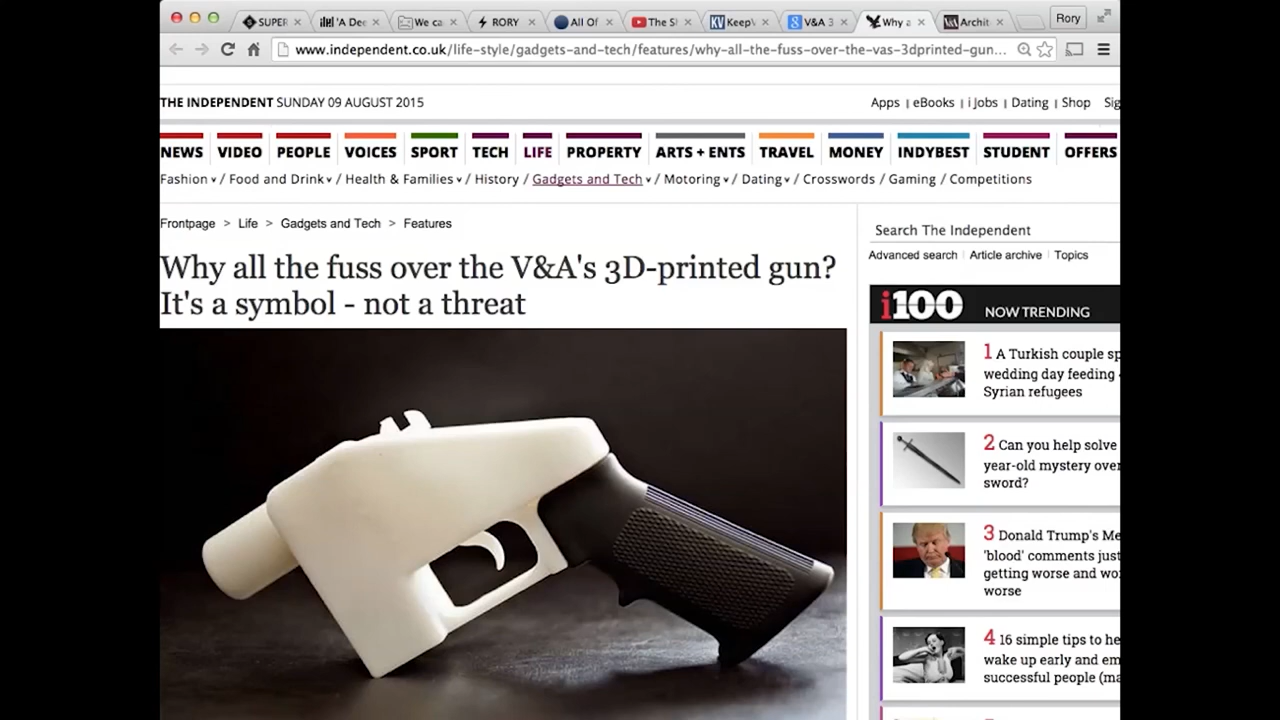 SUPER
'A Dee
We ca
RORY
All Of
The S
KeepV
V&A 3
Why a
Archit
Rory
www.independent.co.uk/life-style/gadgets-and-tech/features/why-all-the-fuss-over-the-vas-3dprinted-gun...
THE INDEPENDENT SUNDAY 09 AUGUST 2015
Apps | eBooks | i Jobs | Dating | Shop Sig
NEWS VIDEO PEOPLE VOICES SPORT TECH LIFE PROPERTY ARTS + ENTS TRAVEL MONEY INDYBEST STUDENT OFFERS
Fashion / Food and Drink / Health & Families / History / Gadgets and Tech / Motoring / Dating / Crosswords / Gaming / Competitions
Frontpage > Life > Gadgets and Tech > Features
Why all the fuss over the V&A's 3D-printed gun?
It's a symbol - not a threat
Search The Independent
Advanced search | Article archive | Topics
i100 NOW TRENDING
1 A Turkish couple sp
wedding day feeding
Syrian refugees
2 Can you help solve
year-old mystery over
sword?
3 Donald Trump's Me
'blood' comments just
getting worse and wo
worse
4 16 simple tips to he
wake up early and em
successful people (ma